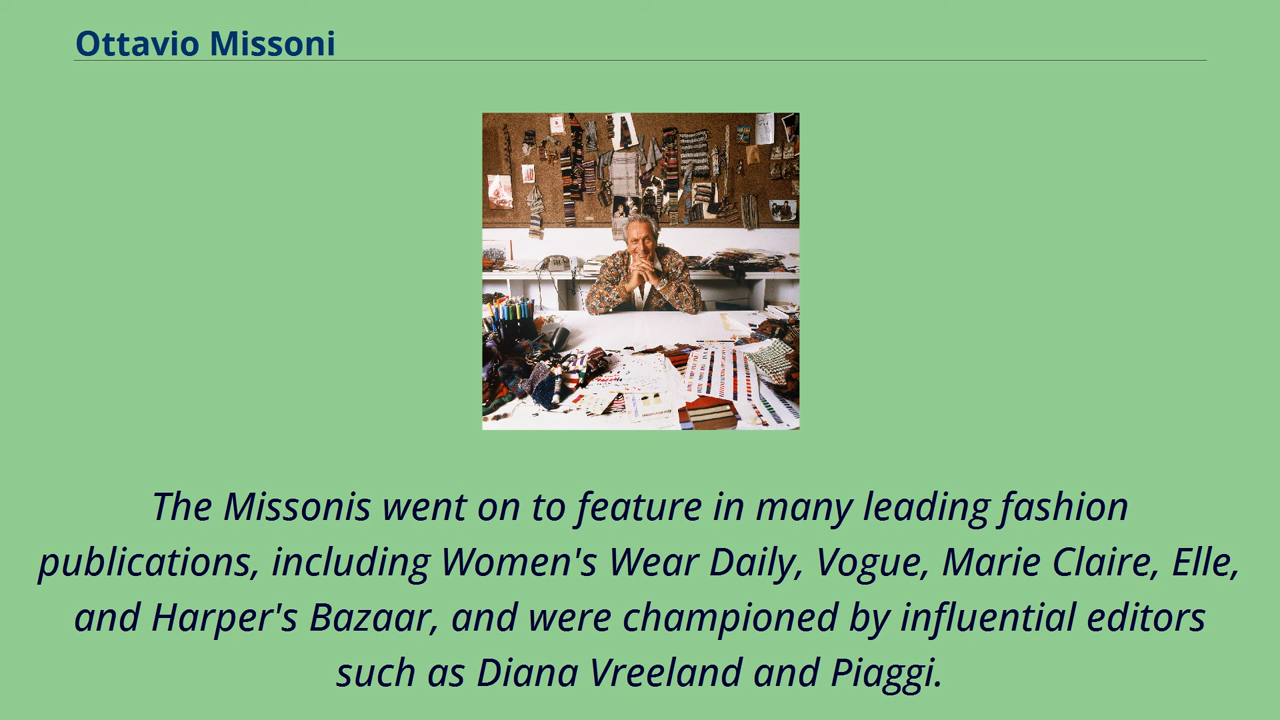 Ottavio Missoni
The Missonis went on to feature in many leading fashion
publications, including Women's Wear Daily, Vogue, Marie Claire, Elle,
and Harper's Bazaar, and were championed by influential editors
such as Diana Vreeland and Piaggi.